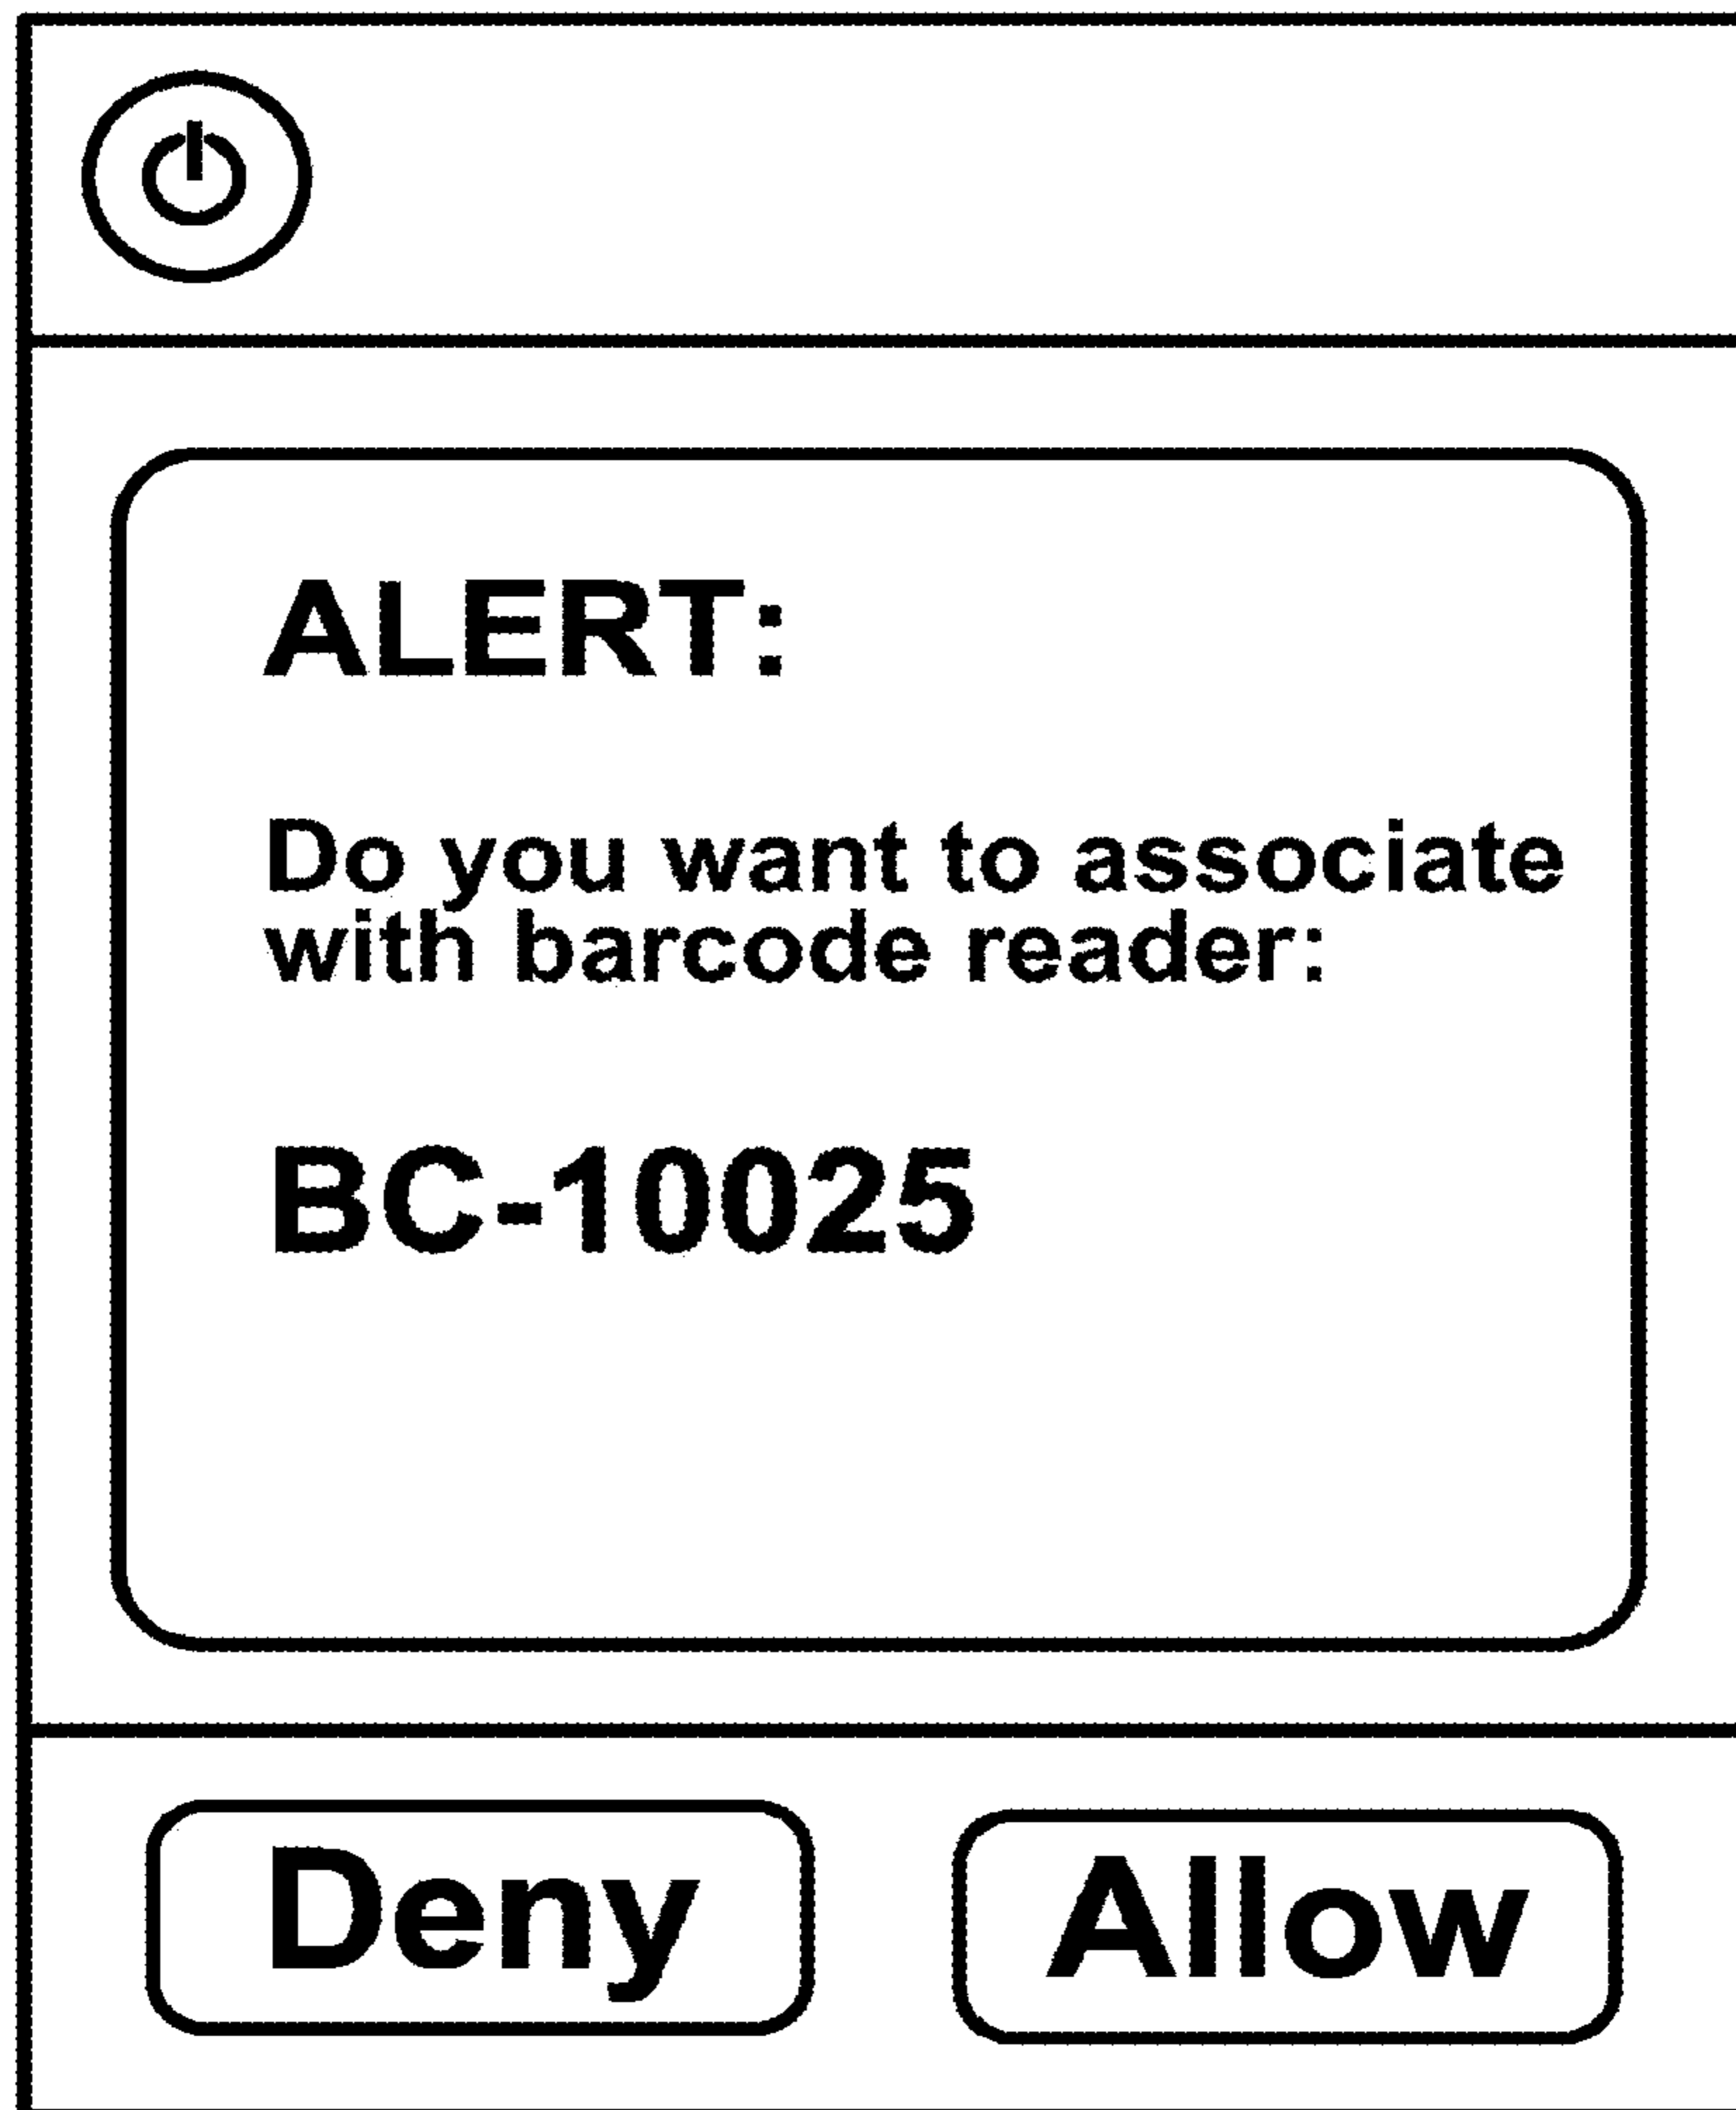 ALERT:
Do you want to associate
with barcode reader:
BC-10025
Deny
Allow